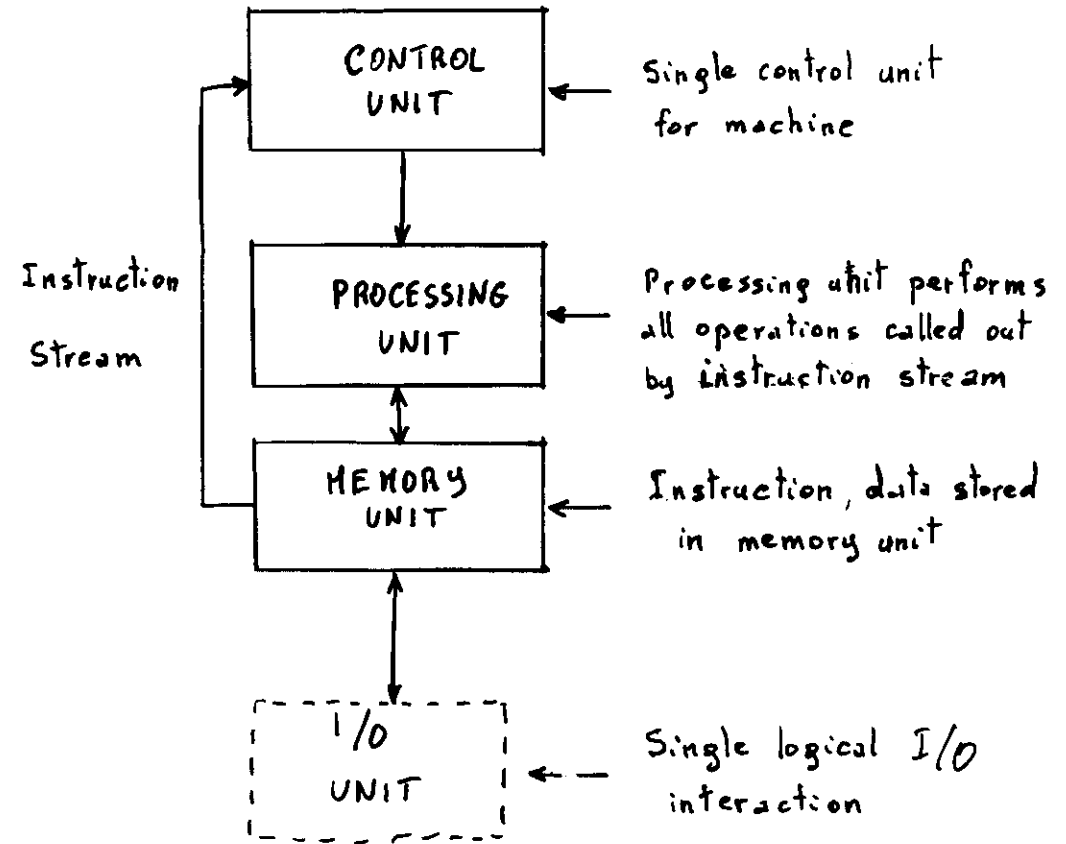 CONTROL
UNIT
Single control unit
for machine
Instruction
Stream
PROCESSING
UNIT
Processing unit performs
all operations called out
by instruction stream
MEMORY
UNIT
Instruction, data stored
in memory unit
I/O
UNIT
Single logical I/O
interaction